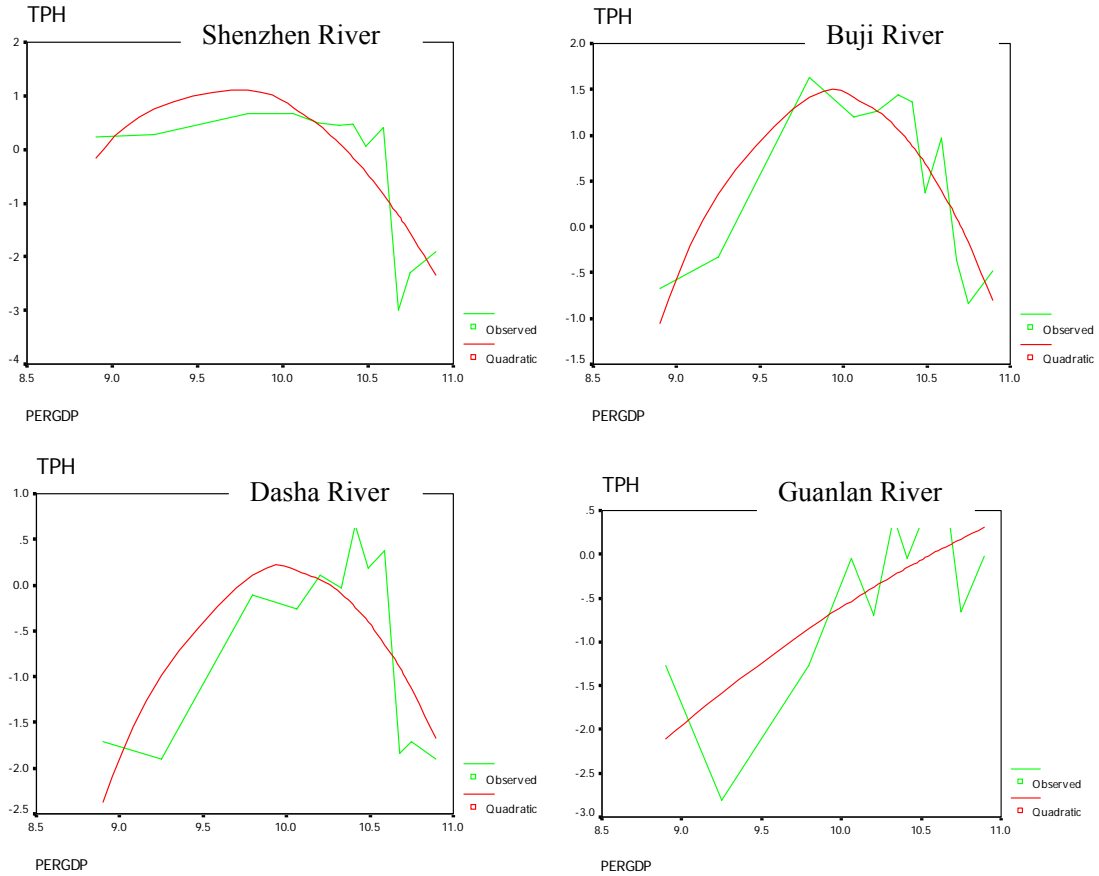 TPH
Shenzhen River
2
1
0
-1
-2
-3
-4
8.5 9.0 9.5 10.0 10.5 11.0
PERGDP
Observed
Quadratic
TPH
Buji River
2.0
1.5
1.0
.5
0.0
-.5
-1.0
-1.5
8.5 9.0 9.5 10.0 10.5 11.0
PERGDP
Observed
Quadratic
TPH
Dasha River
1.0
.5
0.0
-.5
-1.0
-1.5
-2.0
-2.5
8.5 9.0 9.5 10.0 10.5 11.0
PERGDP
Observed
Quadratic
TPH
Guanlan River
.5
0.0
-.5
-1.0
-1.5
-2.0
-2.5
-3.0
8.5 9.0 9.5 10.0 10.5 11.0
PERGDP
Observed
Quadratic